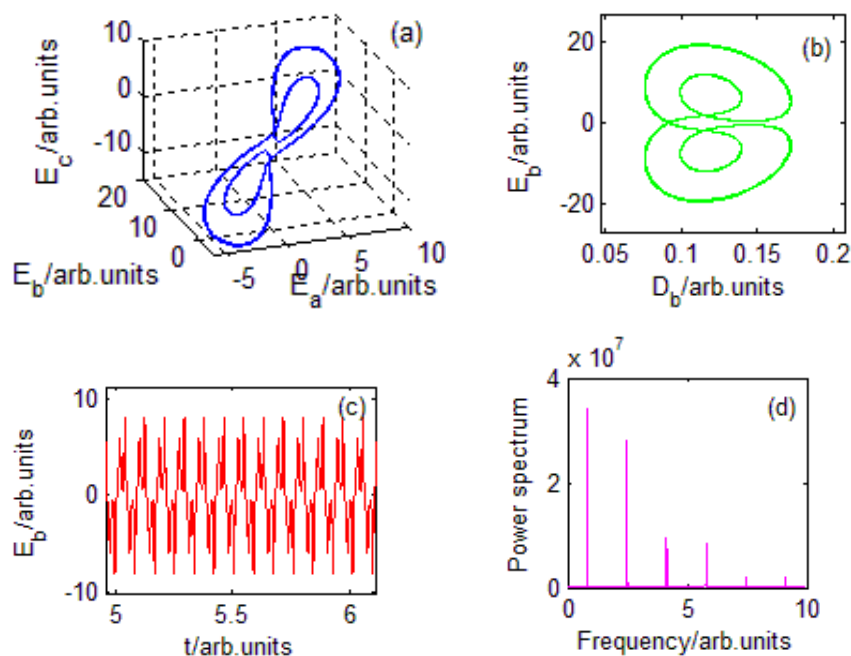 (a)
E_c/arb.units
10
0
-10
20
10
0
E_b/arb.units
-5
0
5
10
E_a/arb.units
(b)
E_b/arb.units
20
0
-20
0.05
0.1
0.15
0.2
D_b/arb.units
(c)
E_b/arb.units
10
0
-10
5
5.5
6
t/arb.units
x 10^7
(d)
Power spectrum
4
2
0
0
5
10
Frequency/arb.units